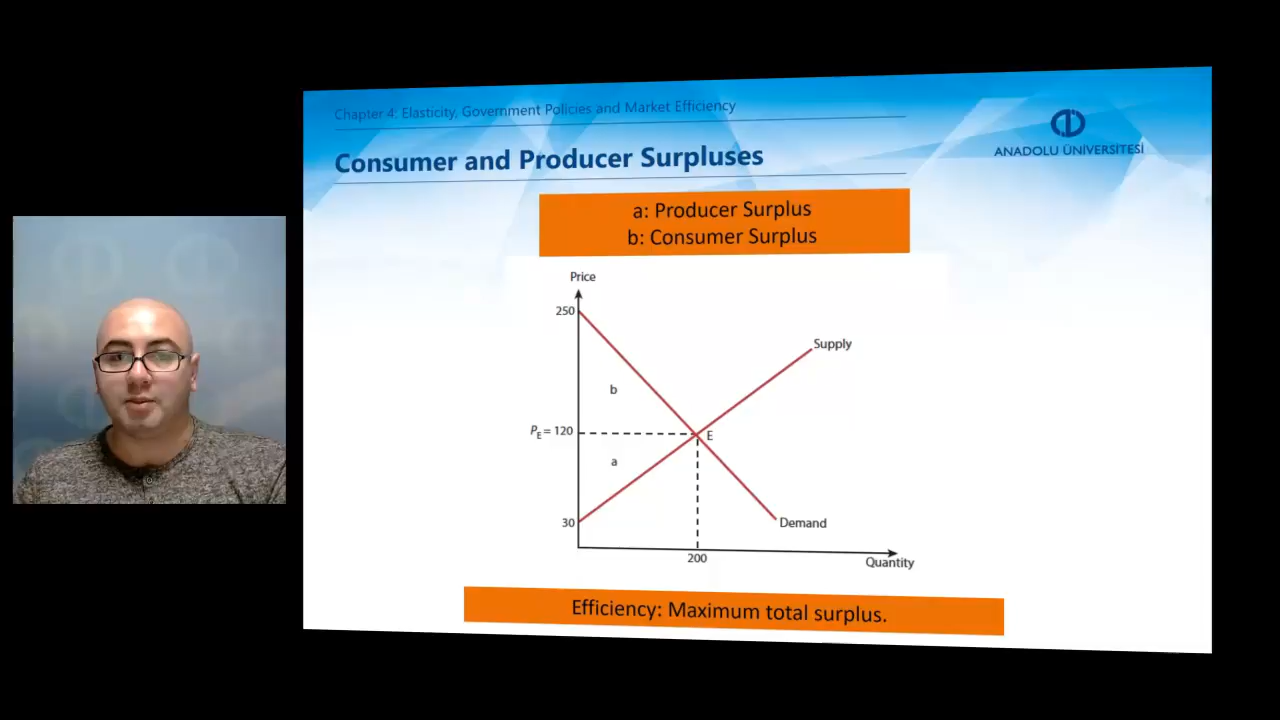 Chapter 4: Elasticity, Government Policies and Market Efficiency
ANADOLU ÜNİVERSİTESİ
Consumer and Producer Surpluses
a: Producer Surplus
b: Consumer Surplus
Price
250
Supply
b
PE = 120
E
a
30
Demand
200
Quantity
Efficiency: Maximum total surplus.